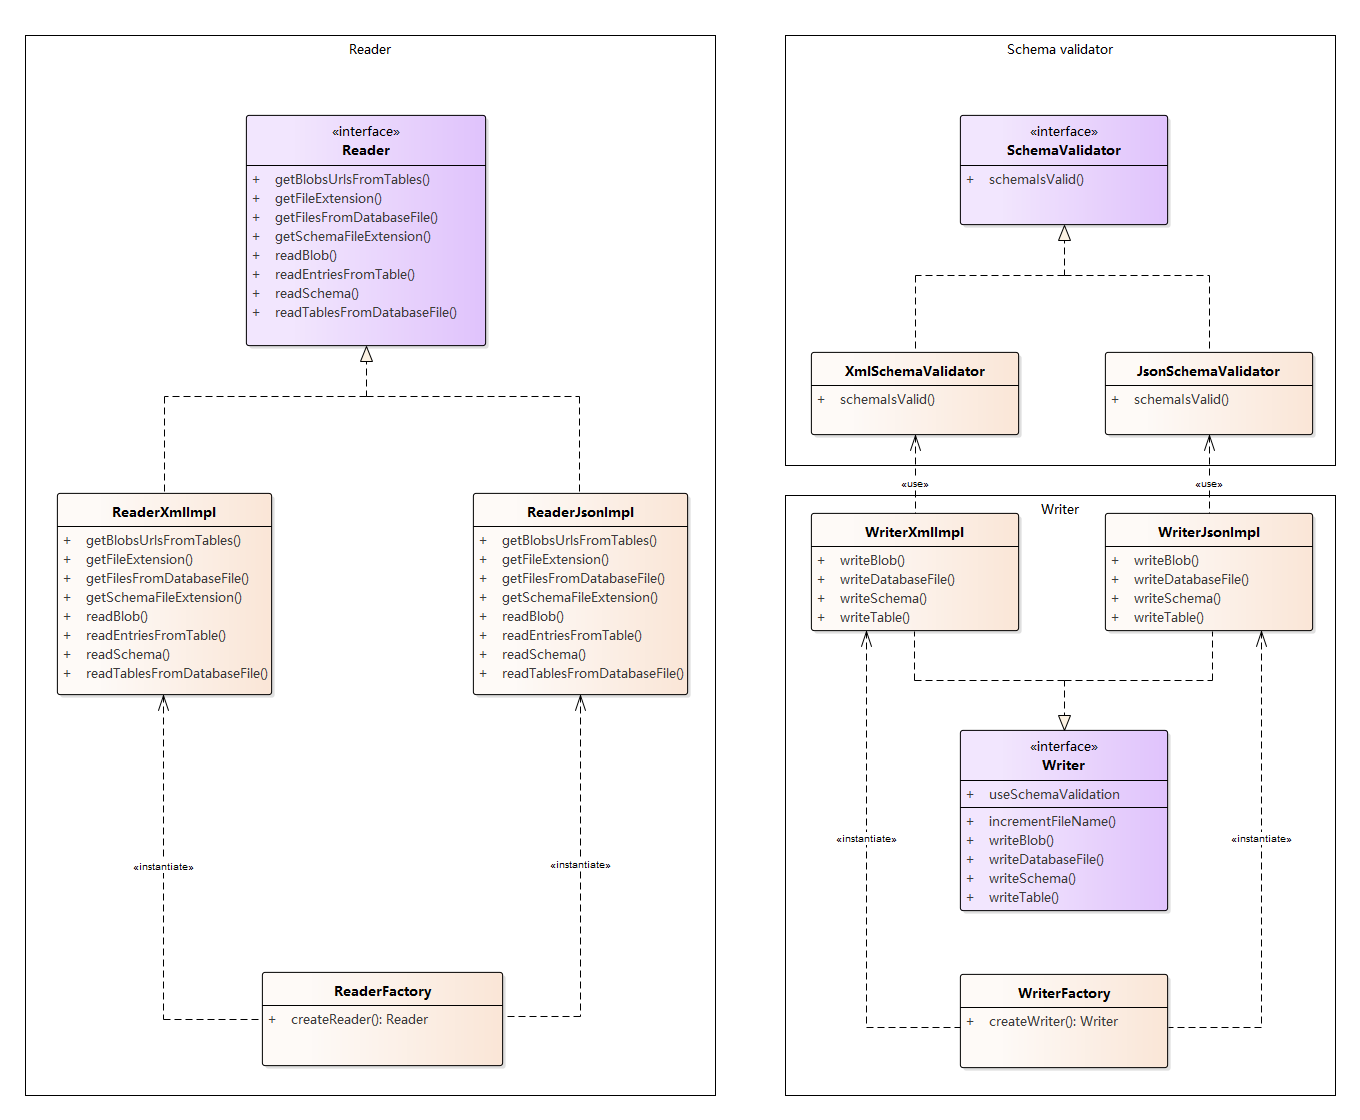 Reader
«interface»
Reader
+ getBlobsUrlsFromTables()
+ getFileExtension()
+ getFilesFromDatabaseFile()
+ getSchemaFileExtension()
+ readBlob()
+ readEntriesFromTable()
+ readSchema()
+ readTablesFromDatabaseFile()
ReaderXmlImpl
+ getBlobsUrlsFromTables()
+ getFileExtension()
+ getFilesFromDatabaseFile()
+ getSchemaFileExtension()
+ readBlob()
+ readEntriesFromTable()
+ readSchema()
+ readTablesFromDatabaseFile()
ReaderJsonImpl
+ getBlobsUrlsFromTables()
+ getFileExtension()
+ getFilesFromDatabaseFile()
+ getSchemaFileExtension()
+ readBlob()
+ readEntriesFromTable()
+ readSchema()
+ readTablesFromDatabaseFile()
«instantiate»
«instantiate»
ReaderFactory
+ createReader(): Reader
Schema validator
«interface»
SchemaValidator
+ schemaIsValid()
XmlSchemaValidator
+ schemaIsValid()
JsonSchemaValidator
+ schemaIsValid()
«use»
«use»
Writer
WriterXmlImpl
+ writeBlob()
+ writeDatabaseFile()
+ writeSchema()
+ writeTable()
WriterJsonImpl
+ writeBlob()
+ writeDatabaseFile()
+ writeSchema()
+ writeTable()
«interface»
Writer
+ useSchemaValidation
+ incrementFileName()
+ writeBlob()
+ writeDatabaseFile()
+ writeSchema()
+ writeTable()
«instantiate»
«instantiate»
WriterFactory
+ createWriter(): Writer